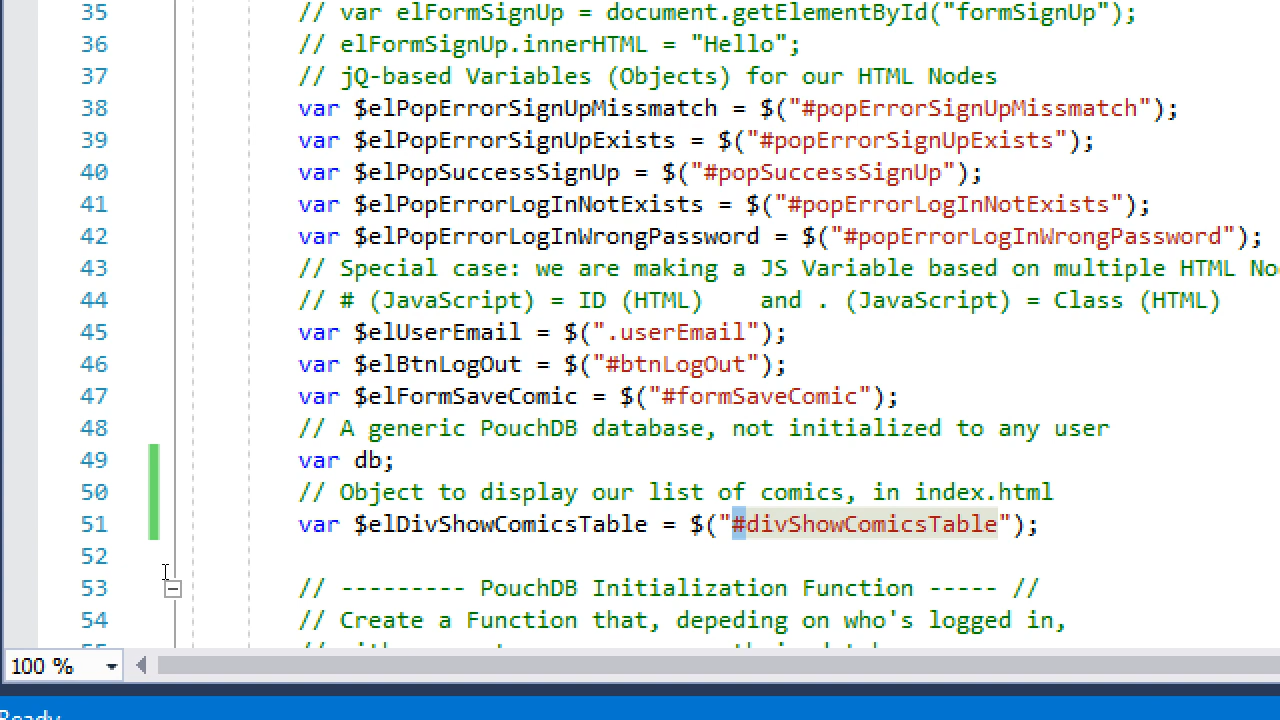 35 // var elFormSignUp = document.getElementById("formSignUp");
36 // elFormSignUp.innerHTML = "Hello";
37 // jQ-based Variables (Objects) for our HTML Nodes
38 var $elPopErrorSignUpMissmatch = $("#popErrorSignUpMissmatch");
39 var $elPopErrorSignUpExists = $("#popErrorSignUpExists");
40 var $elPopSuccessSignUp = $("#popSuccessSignUp");
41 var $elPopErrorLogInNotExists = $("#popErrorLogInNotExists");
42 var $elPopErrorLogInWrongPassword = $("#popErrorLogInWrongPassword");
43 // Special case: we are making a JS Variable based on multiple HTML No
44 // # (JavaScript) = ID (HTML)    and . (JavaScript) = Class (HTML)
45 var $elUserEmail = $(".userEmail");
46 var $elBtnLogOut = $("#btnLogOut");
47 var $elFormSaveComic = $("#formSaveComic");
48 // A generic PouchDB database, not initialized to any user
49 var db;
50 // Object to display our list of comics, in index.html
51 var $elDivShowComicsTable = $("#divShowComicsTable");
52
53 // --------- PouchDB Initialization Function ----- //
54 // Create a Function that, depeding on who's logged in,
100 %
Ready